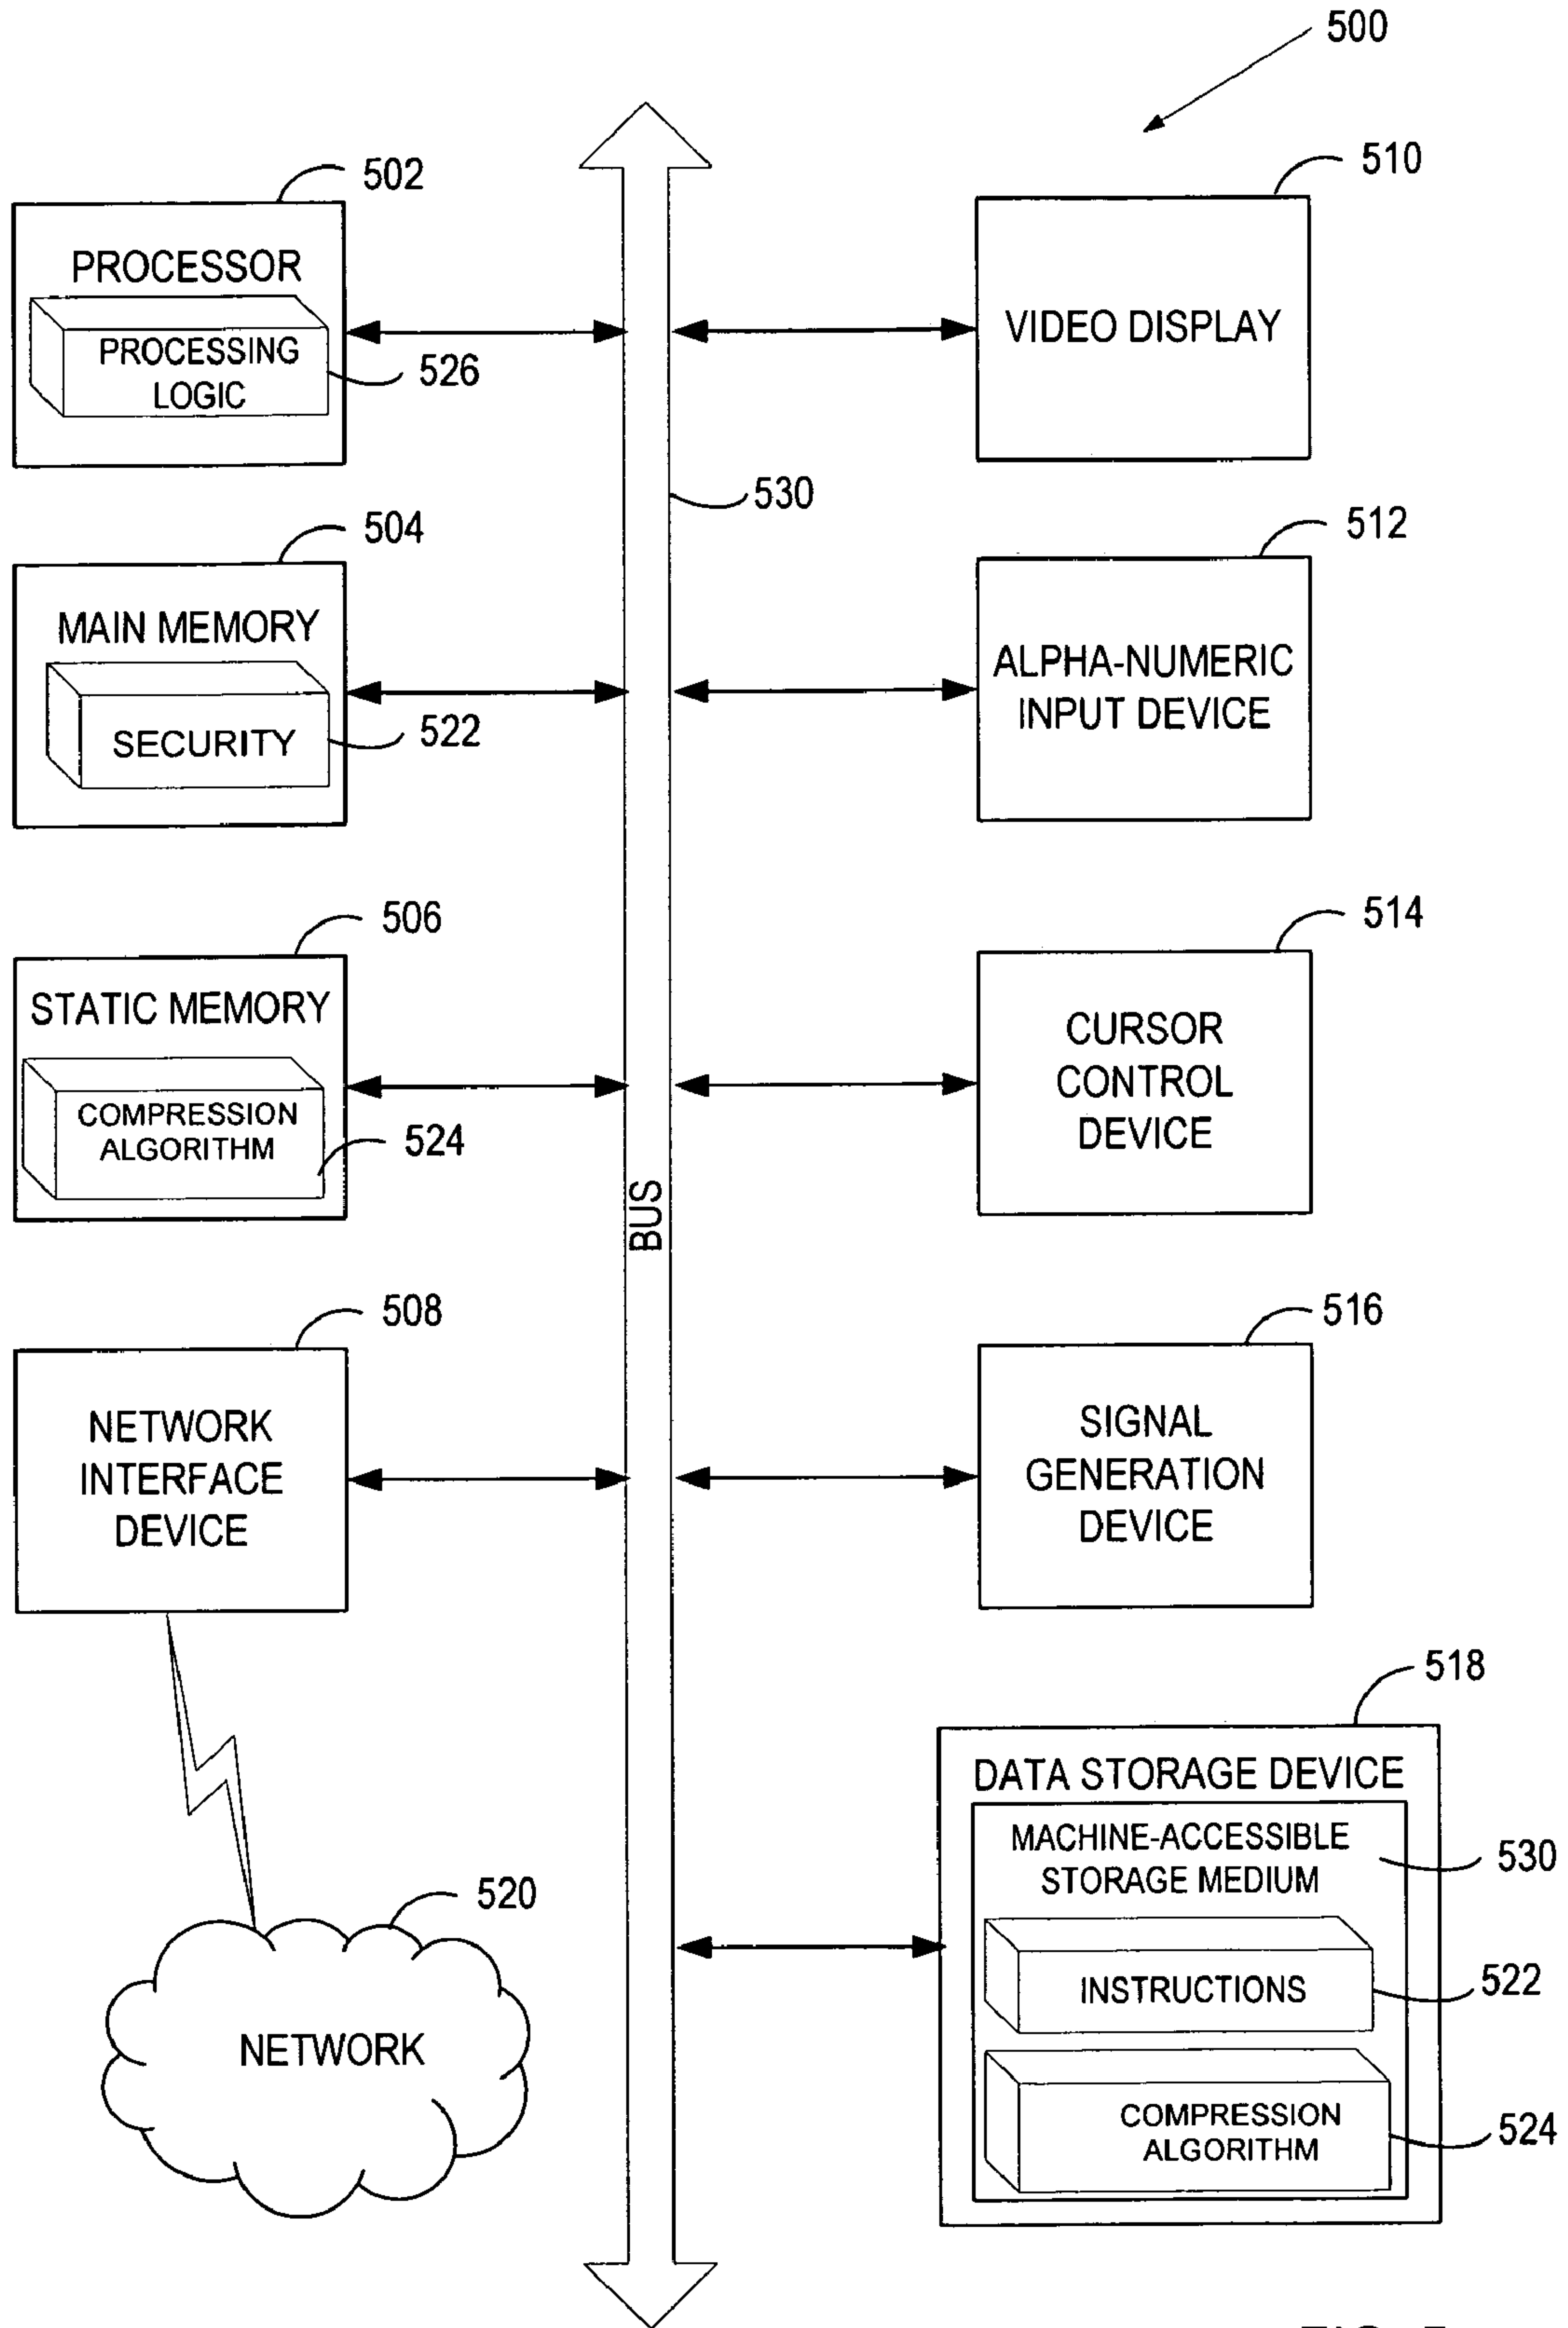 500
502
PROCESSOR
PROCESSING
LOGIC
526
510
VIDEO DISPLAY
530
504
MAIN MEMORY
SECURITY
522
512
ALPHA-NUMERIC
INPUT DEVICE
506
STATIC MEMORY
COMPRESSION
ALGORITHM
524
514
CURSOR
CONTROL
DEVICE
BUS
508
NETWORK
INTERFACE
DEVICE
516
SIGNAL
GENERATION
DEVICE
518
DATA STORAGE DEVICE
MACHINE-ACCESSIBLE
STORAGE MEDIUM
530
INSTRUCTIONS
522
COMPRESSION
ALGORITHM
524
520
NETWORK